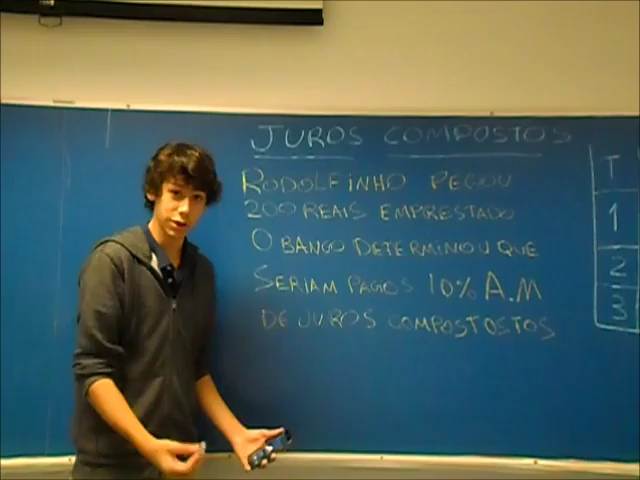 JUROS COMPOSTOS
RODOLFINHO PEGOU
200 REAIS EMPRESTADO
O BANCO DETERMINOU QUE
SERIAM PAGOS 10% A.M
DE JUROS COMPOSTOSTOS
T
1
2
3